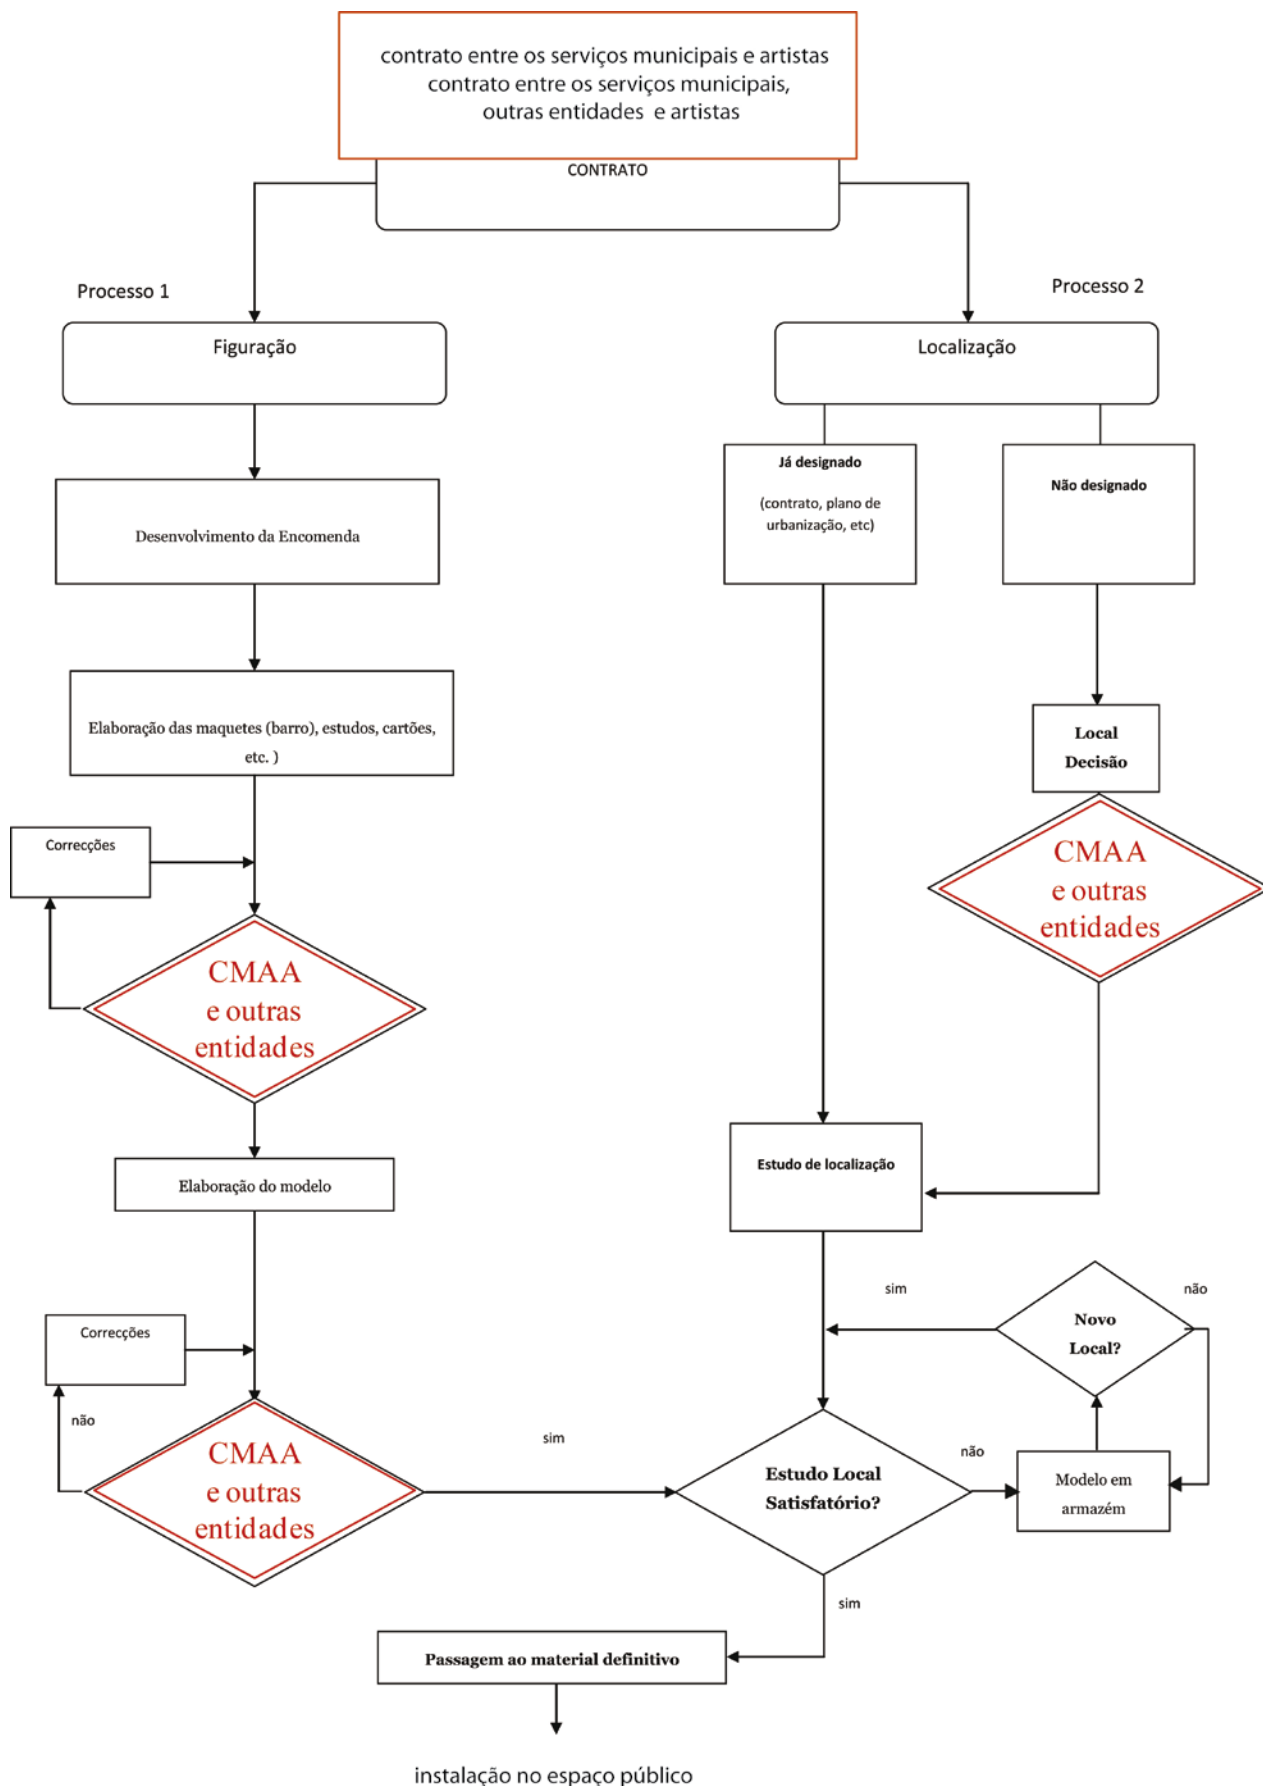 contrato entre os serviços municipais e artistas
contrato entre os serviços municipais,
outras entidades e artistas
CONTRATO
Processo 1
Processo 2
Figuração
Localização
Já designado
(contrato, plano de
urbanização, etc)
Não designado
Desenvolvimento da Encomenda
Elaboração das maquetes (barro), estudos, cartões,
etc. )
Local
Decisão
Correcções
CMAA
e outras
entidades
CMAA
e outras
entidades
Estudo de localização
Elaboração do modelo
sim
não
Novo
Local?
Correcções
não
CMAA
e outras
entidades
sim
Estudo Local
Satisfatório?
não
Modelo em
armazém
sim
Passagem ao material definitivo
instalação no espaço público